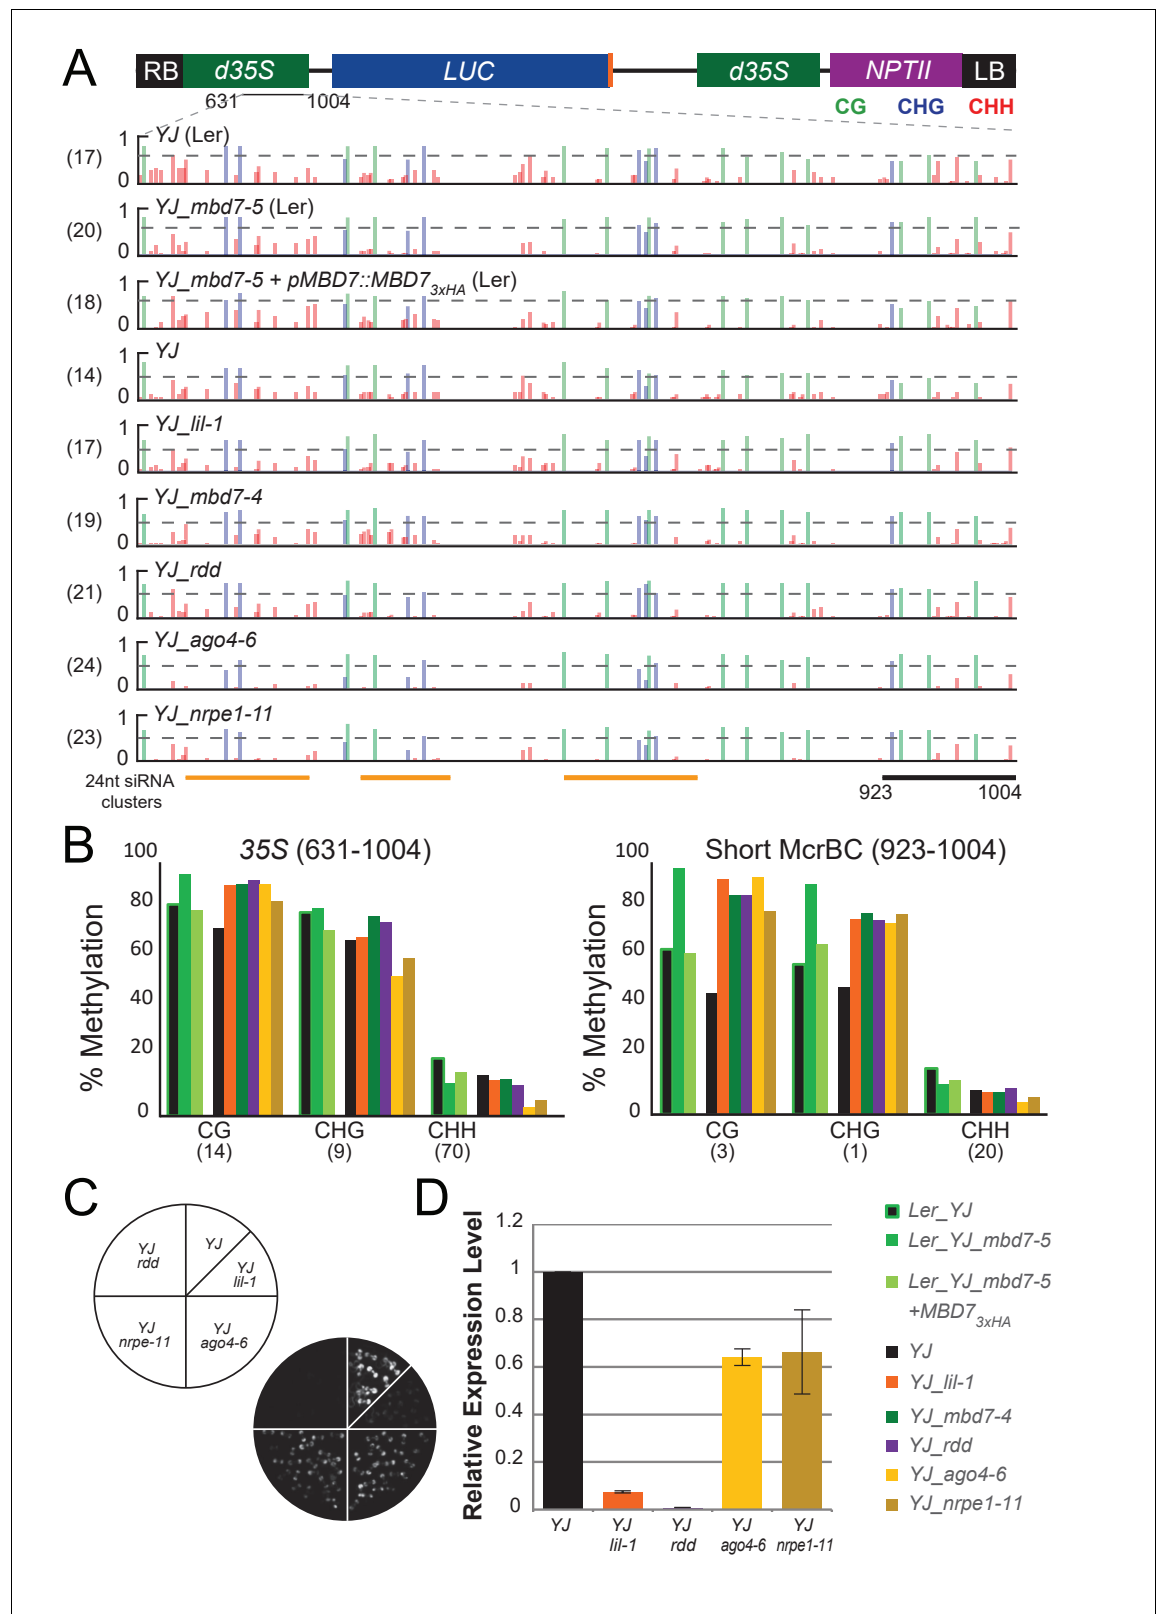 A
RB d35S LUC d35S NPTII LB
631 1004 CG CHG CHH
1 YJ (Ler)
(17)
0
1 YJ_mbd7-5 (Ler)
(20)
0
1 YJ_mbd7-5 + pMBD7::MBD73xHA (Ler)
(18)
0
1 YJ
(14)
0
1 YJ_lil-1
(17)
0
1 YJ_mbd7-4
(19)
0
1 YJ_rdd
(21)
0
1 YJ_ago4-6
(24)
0
1 YJ_nrpe1-11
(23)
0
24nt siRNA
clusters
923 1004
B
35S (631-1004)
% Methylation
100
80
60
40
20
0
CG CHG CHH
(14) (9) (70)
Short McrBC (923-1004)
% Methylation
100
80
60
40
20
0
CG CHG CHH
(3) (1) (20)
C
YJ
rdd
YJ
YJ
lil-1
YJ
nrpe-11
YJ
ago4-6
D
Relative Expression Level
1.2
1
0.8
0.6
0.4
0.2
0
YJ YJ YJ YJ YJ
lil-1 rdd ago4-6 nrpe1-11
Ler_YJ
Ler_YJ_mbd7-5
Ler_YJ_mbd7-5
+MBD73xHA
YJ
YJ_lil-1
YJ_mbd7-4
YJ_rdd
YJ_ago4-6
YJ_nrpe1-11